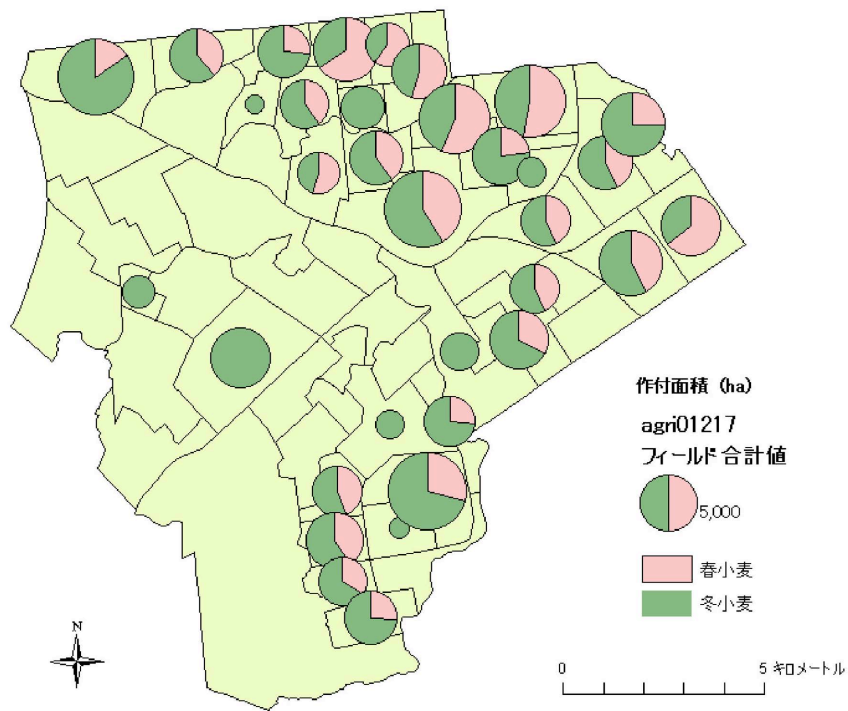 作付面積 (ha)
agri01217
フィールド合計値
5,000
春小麦
冬小麦
N
0 5 キロメートル